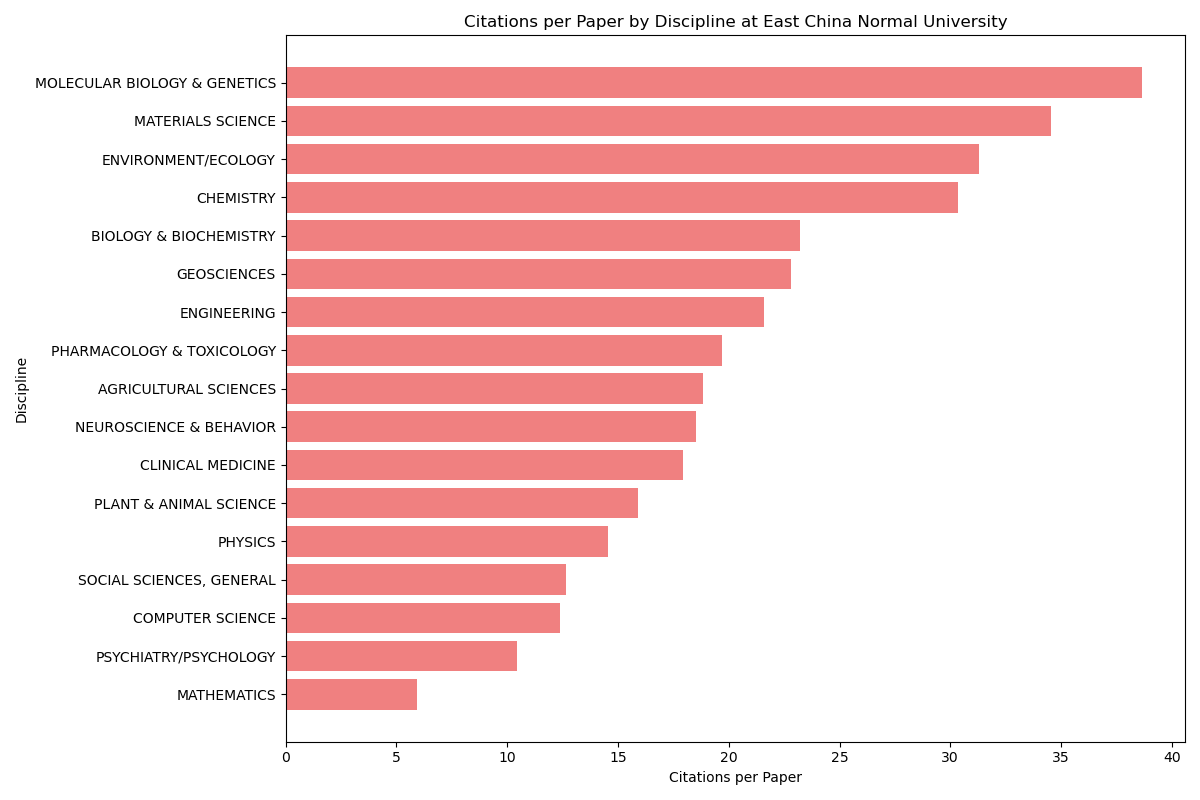 Citations per Paper by Discipline at East China Normal University
MOLECULAR BIOLOGY & GENETICS
MATERIALS SCIENCE
ENVIRONMENT/ECOLOGY
CHEMISTRY
BIOLOGY & BIOCHEMISTRY
GEOSCIENCES
ENGINEERING
PHARMACOLOGY & TOXICOLOGY
AGRICULTURAL SCIENCES
NEUROSCIENCE & BEHAVIOR
CLINICAL MEDICINE
PLANT & ANIMAL SCIENCE
PHYSICS
SOCIAL SCIENCES, GENERAL
COMPUTER SCIENCE
PSYCHIATRY/PSYCHOLOGY
MATHEMATICS
Discipline
0 5 10 15 20 25 30 35 40
Citations per Paper